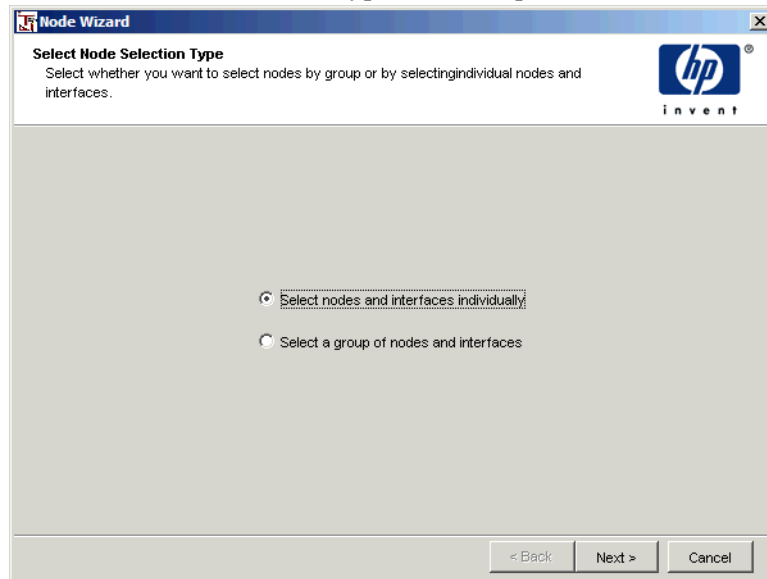 Node Wizard
Select Node Selection Type
Select whether you want to select nodes by group or by selectingindividual nodes and
interfaces.
hp
®
invent
Select nodes and interfaces individually
Select a group of nodes and interfaces
< Back
Next >
Cancel